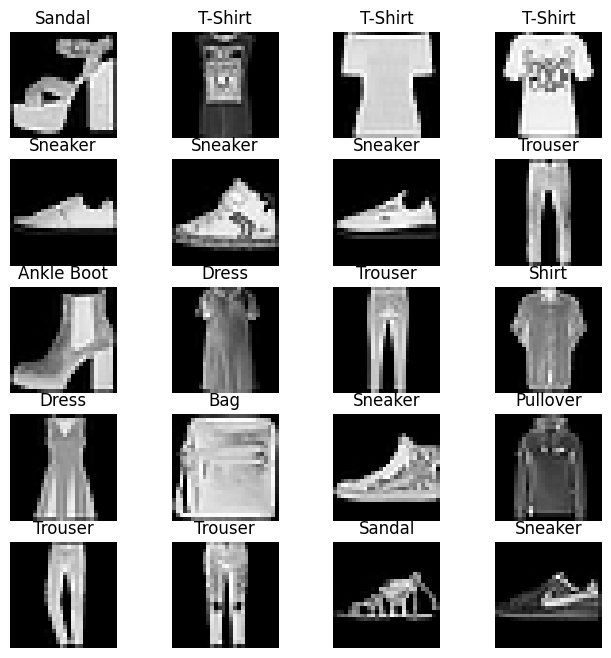 Sandal T-Shirt T-Shirt T-Shirt
Sneaker Sneaker Sneaker Trouser
Ankle Boot Dress Trouser Shirt
Dress Bag Sneaker Pullover
Trouser Trouser Sandal Sneaker